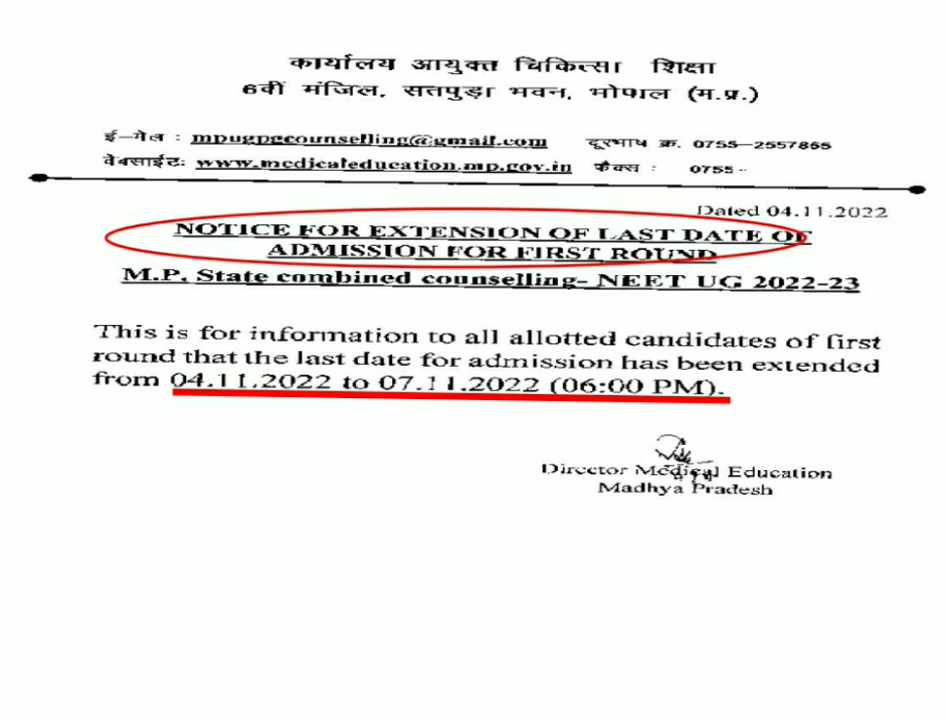 कार्यालय आयुक्त चिकित्सा शिक्षा
6वीं मंजिल, सतपुड़ा भवन, भोपाल (म.प्र.)
ई–मेल : mpugpgcounselling@gmail.com दूरभाष क्र. 0755–2557865
वेबसाईटः www.medicaleducation.mp.gov.in फैक्स : 0755-
Dated 04.11.2022
NOTICE FOR EXTENSION OF LAST DATE OF
ADMISSION FOR FIRST ROUND
M.P. State combined counselling- NEET UG 2022-23
This is for information to all allotted candidates of first
round that the last date for admission has been extended
from 04.11.2022 to 07.11.2022 (06:00 PM).
Director Medical Education
Madhya Pradesh